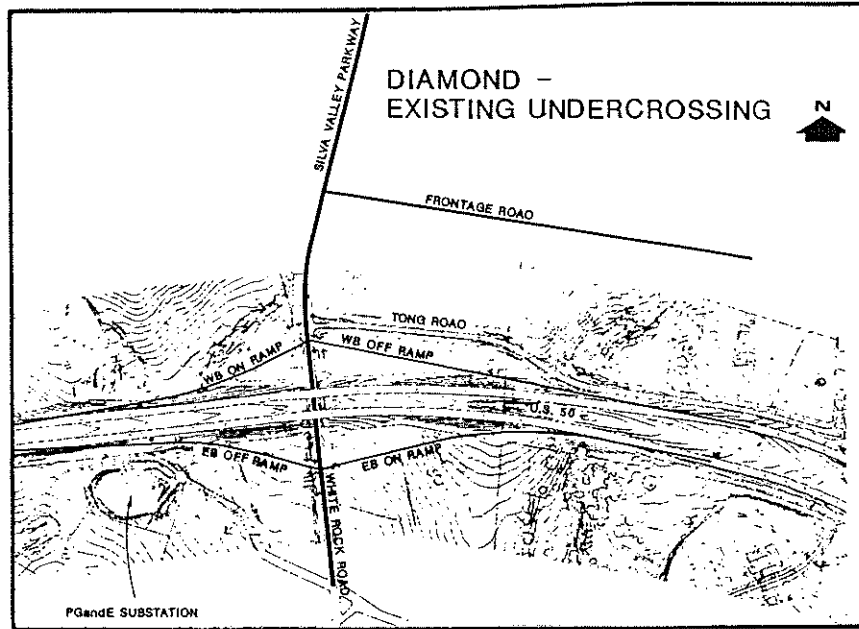 DIAMOND –
EXISTING UNDERCROSSING
N
SILVA VALLEY PARKWAY
FRONTAGE ROAD
TONG ROAD
WB ON RAMP
WB OFF RAMP
U.S. 50
EB OFF RAMP
EB ON RAMP
WHITE ROCK ROAD
PGandE SUBSTATION